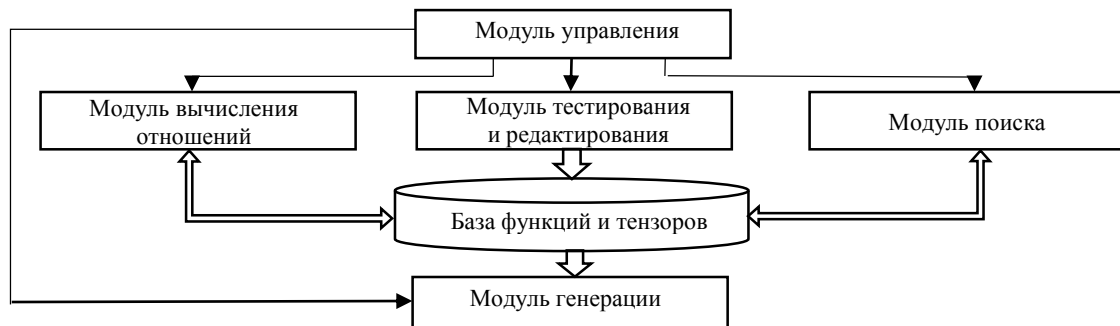 Модуль управления
Модуль вычисления
отношений
Модуль тестирования
и редактирования
Модуль поиска
База функций и тензоров
Модуль генерации